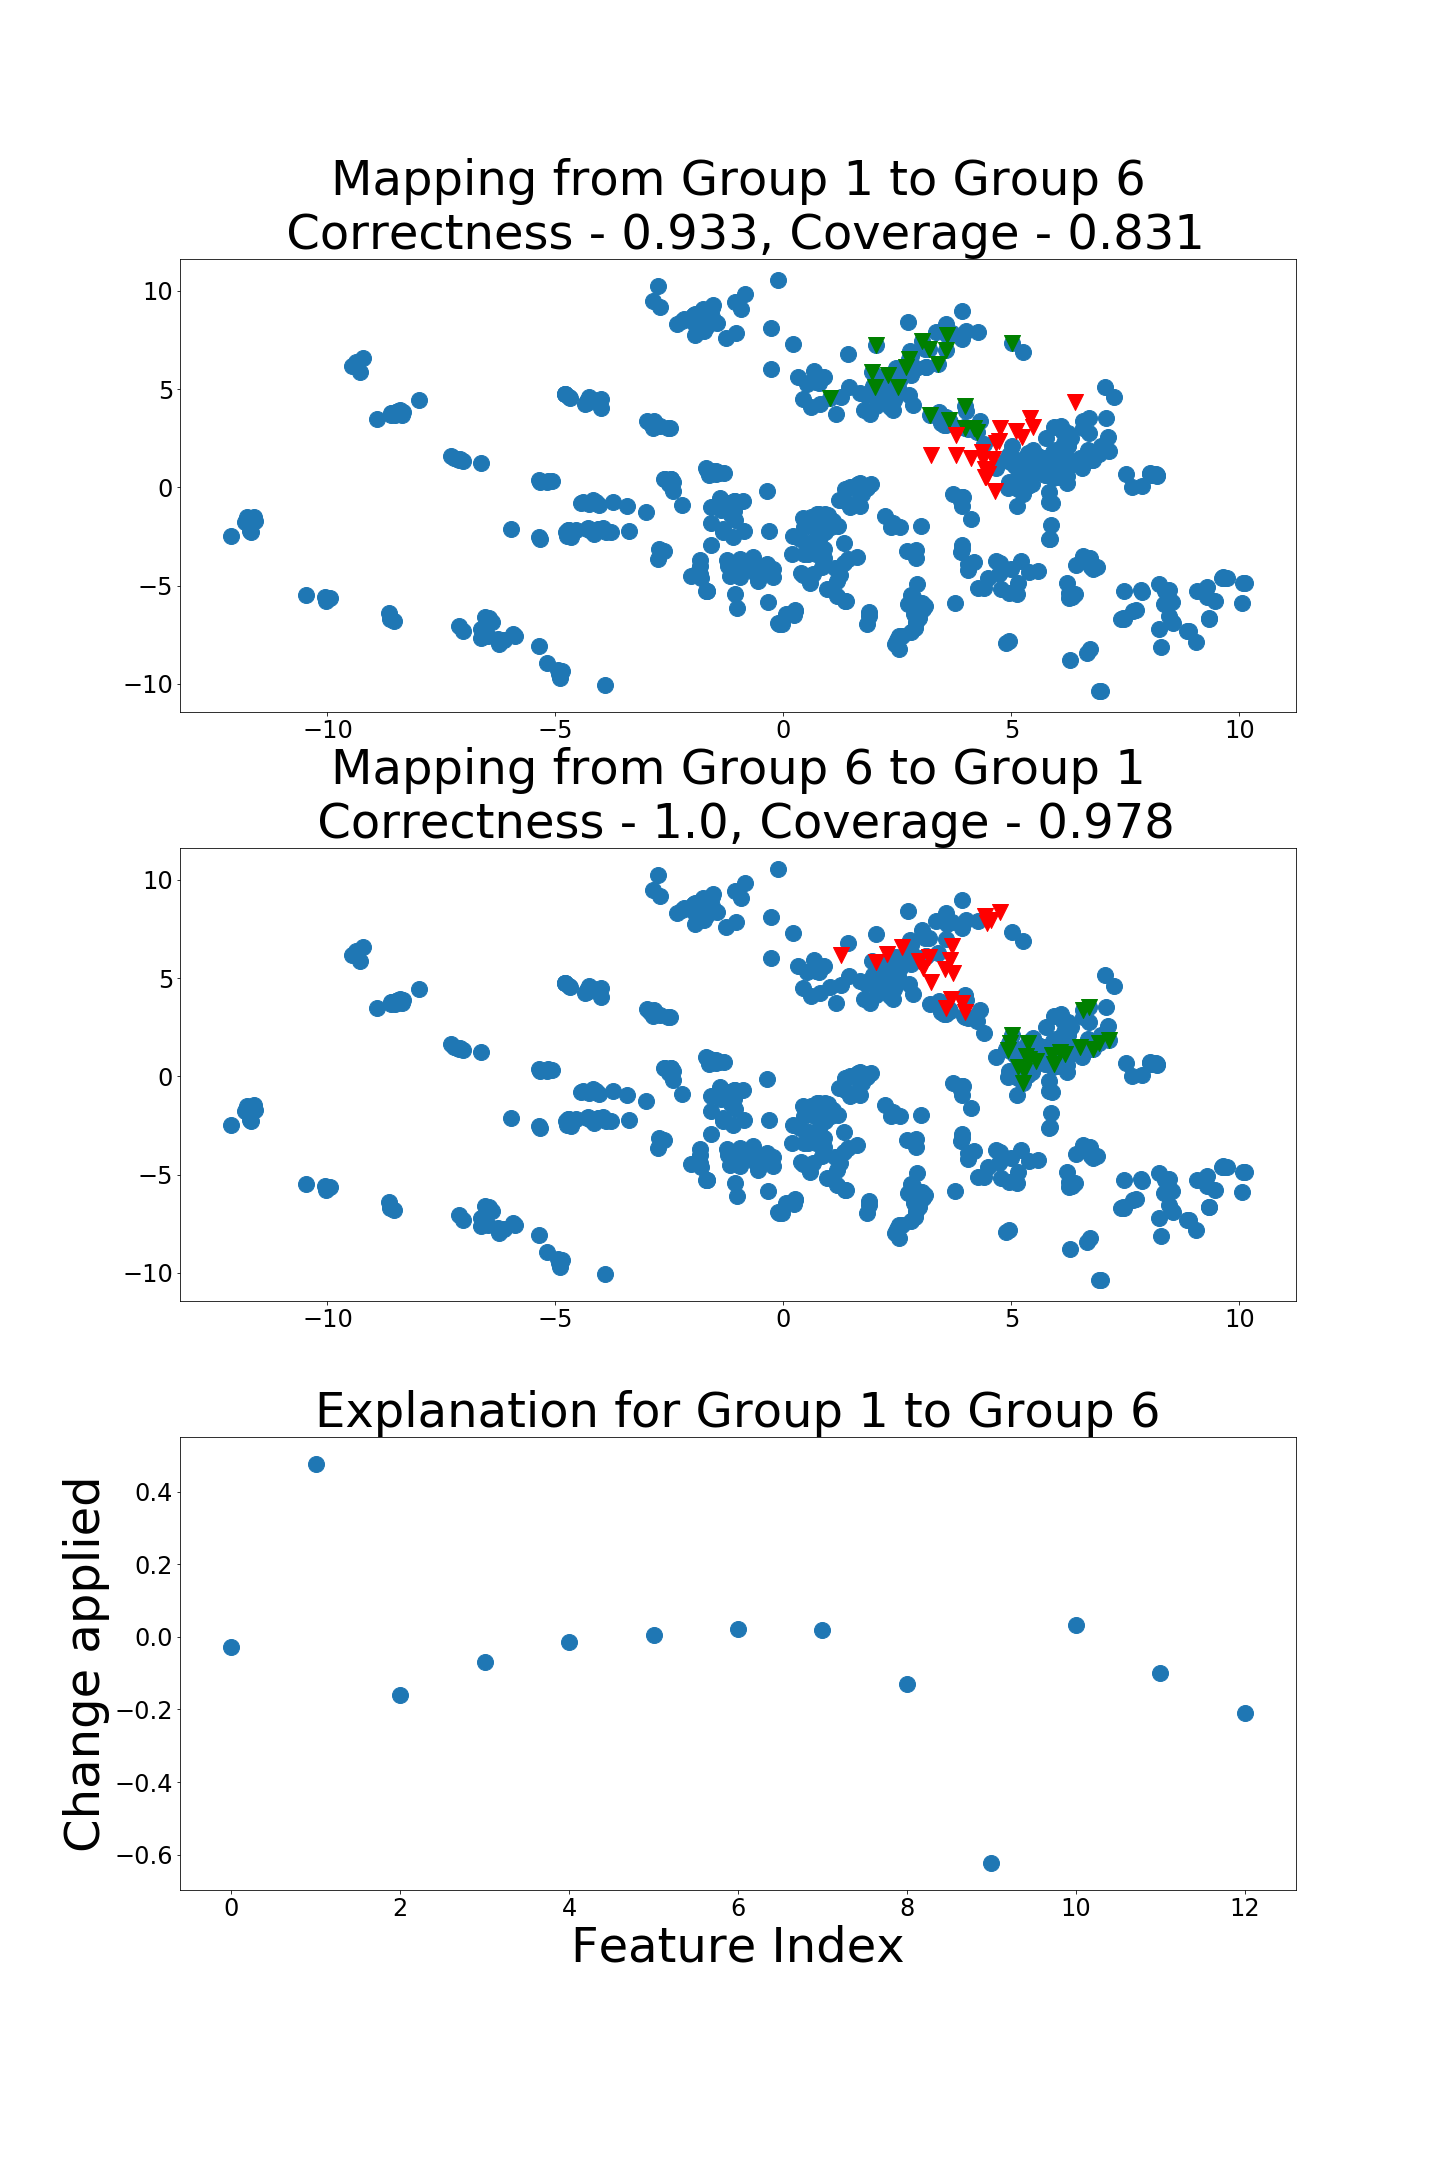 Mapping from Group 1 to Group 6
Correctness - 0.933, Coverage - 0.831
10
5
0
−5
−10
−10 −5 0 5 10
Mapping from Group 6 to Group 1
Correctness - 1.0, Coverage - 0.978
10
5
0
−5
−10
−10 −5 0 5 10
Explanation for Group 1 to Group 6
Change applied
0.4
0.2
0.0
−0.2
−0.4
−0.6
0 2 4 6 8 10 12
Feature Index